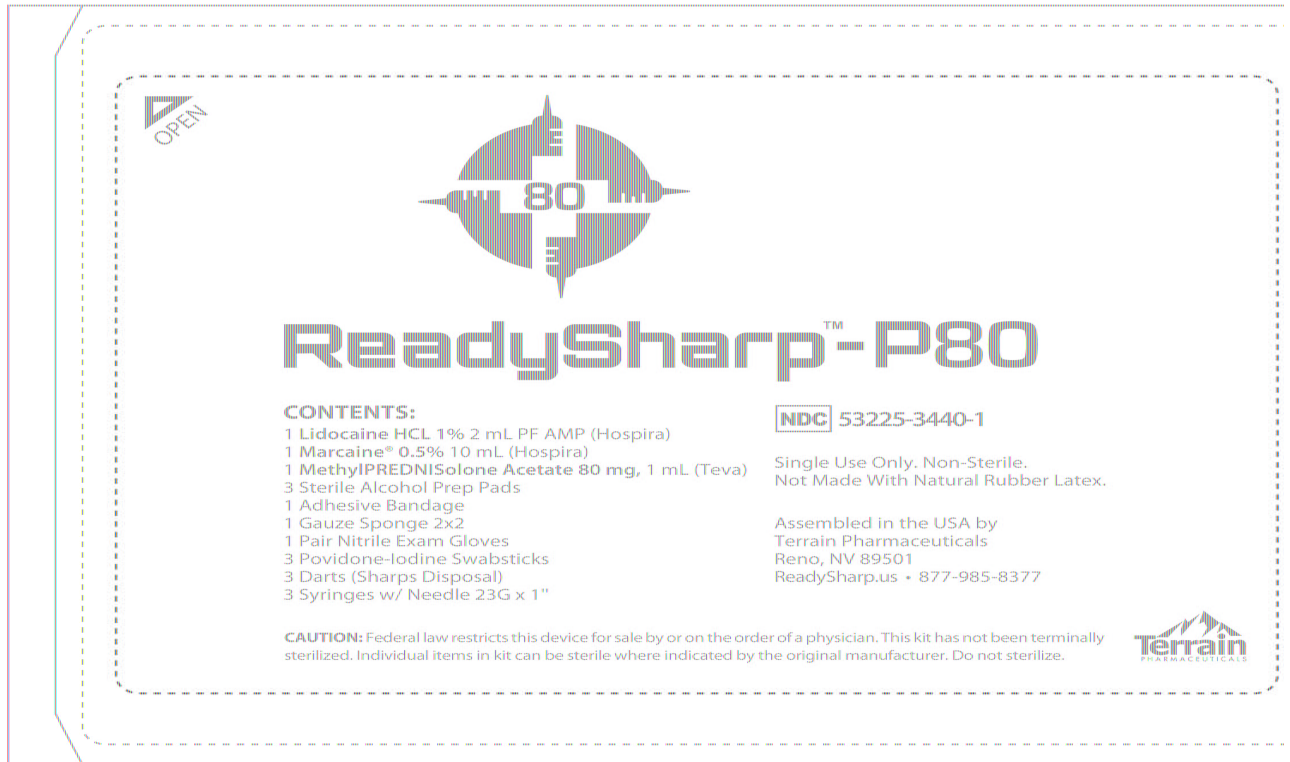 OPEN
80
ReadySharp™-P80
CONTENTS:
1 Lidocaine HCL 1% 2 mL PF AMP (Hospira)
1 Marcaine® 0.5% 10 mL (Hospira)
1 MethylPREDNISolone Acetate 80 mg, 1 mL (Teva)
3 Sterile Alcohol Prep Pads
1 Adhesive Bandage
1 Gauze Sponge 2x2
1 Pair Nitrile Exam Gloves
3 Povidone-Iodine Swabsticks
3 Darts (Sharps Disposal)
3 Syringes w/ Needle 23G x 1"
NDC 53225-3440-1
Single Use Only. Non-Sterile.
Not Made With Natural Rubber Latex.
Assembled in the USA by
Terrain Pharmaceuticals
Reno, NV 89501
ReadySharp.us • 877-985-8377
CAUTION: Federal law restricts this device for sale by or on the order of a physician. This kit has not been terminally
sterilized. Individual items in kit can be sterile where indicated by the original manufacturer. Do not sterilize.
Terrain
PHARMACEUTICALS